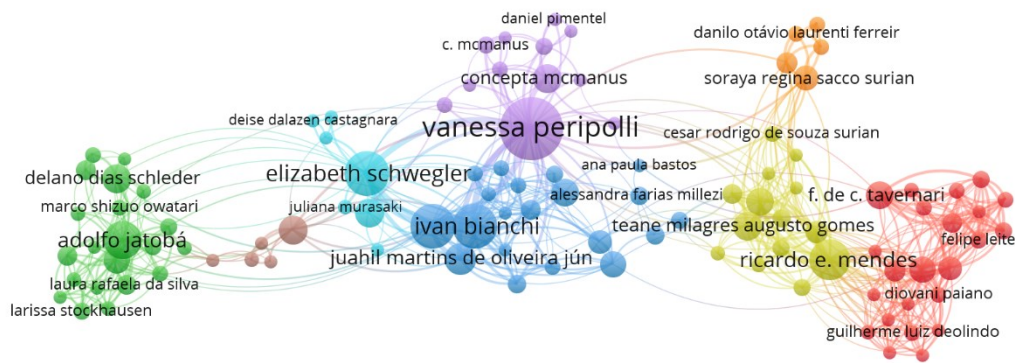 daniel pimentel
c. mcmanus
danilo otávio laurenti ferreir
concepta mcmanus
soraya regina sacco surian
deise dalazen castagnara
vanessa peripolli
cesar rodrigo de souza surian
delano dias schleder
elizabeth schwegler
ana paula bastos
alessandra farias millezi
f. de c. tavernari
marco shizuo owatari
juliana murasaki
adolfo jatobá
ivan bianchi
teane milagres augusto gomes
felipe leite
juahil martins de oliveira jún
ricardo e. mendes
laura rafaela da silva
diovani paiano
larissa stockhausen
guilherme luiz deolindo